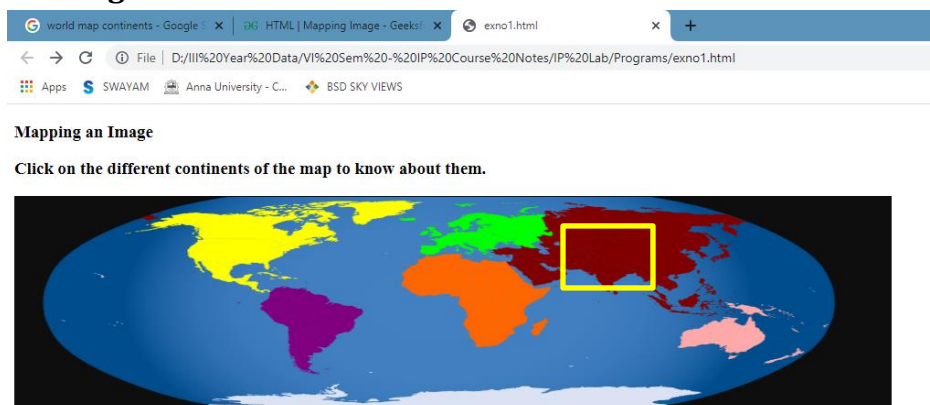 world map continents - Google S
HTML | Mapping Image - Geeksf
exno1.html
File | D:/III%20Year%20Data/VI%20Sem%20-%20IP%20Course%20Notes/IP%20Lab/Programs/exno1.html
Apps
SWAYAM
Anna University - C...
BSD SKY VIEWS
Mapping an Image
Click on the different continents of the map to know about them.